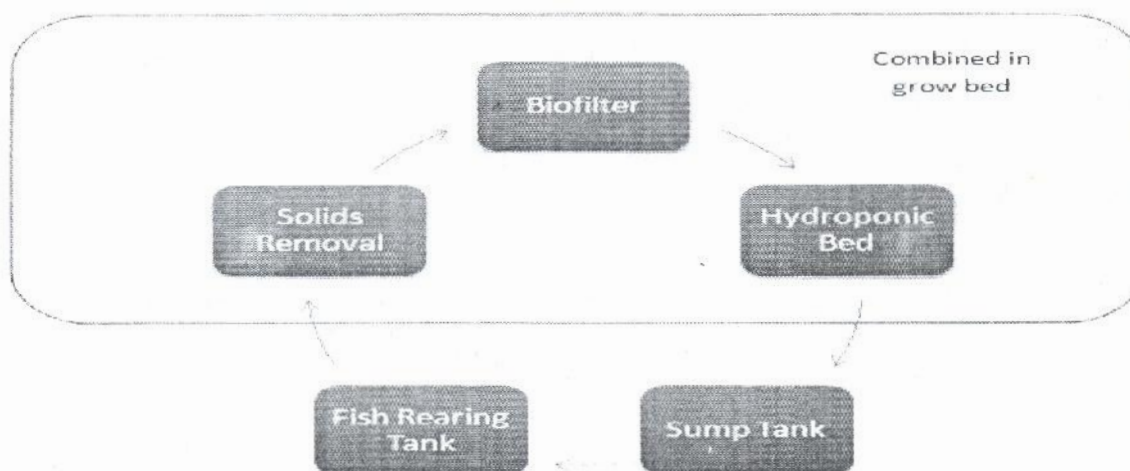 Combined in
grow bed
Biofilter
Solids
Removal
Hydroponic
Bed
Fish Rearing
Tank
Sump Tank